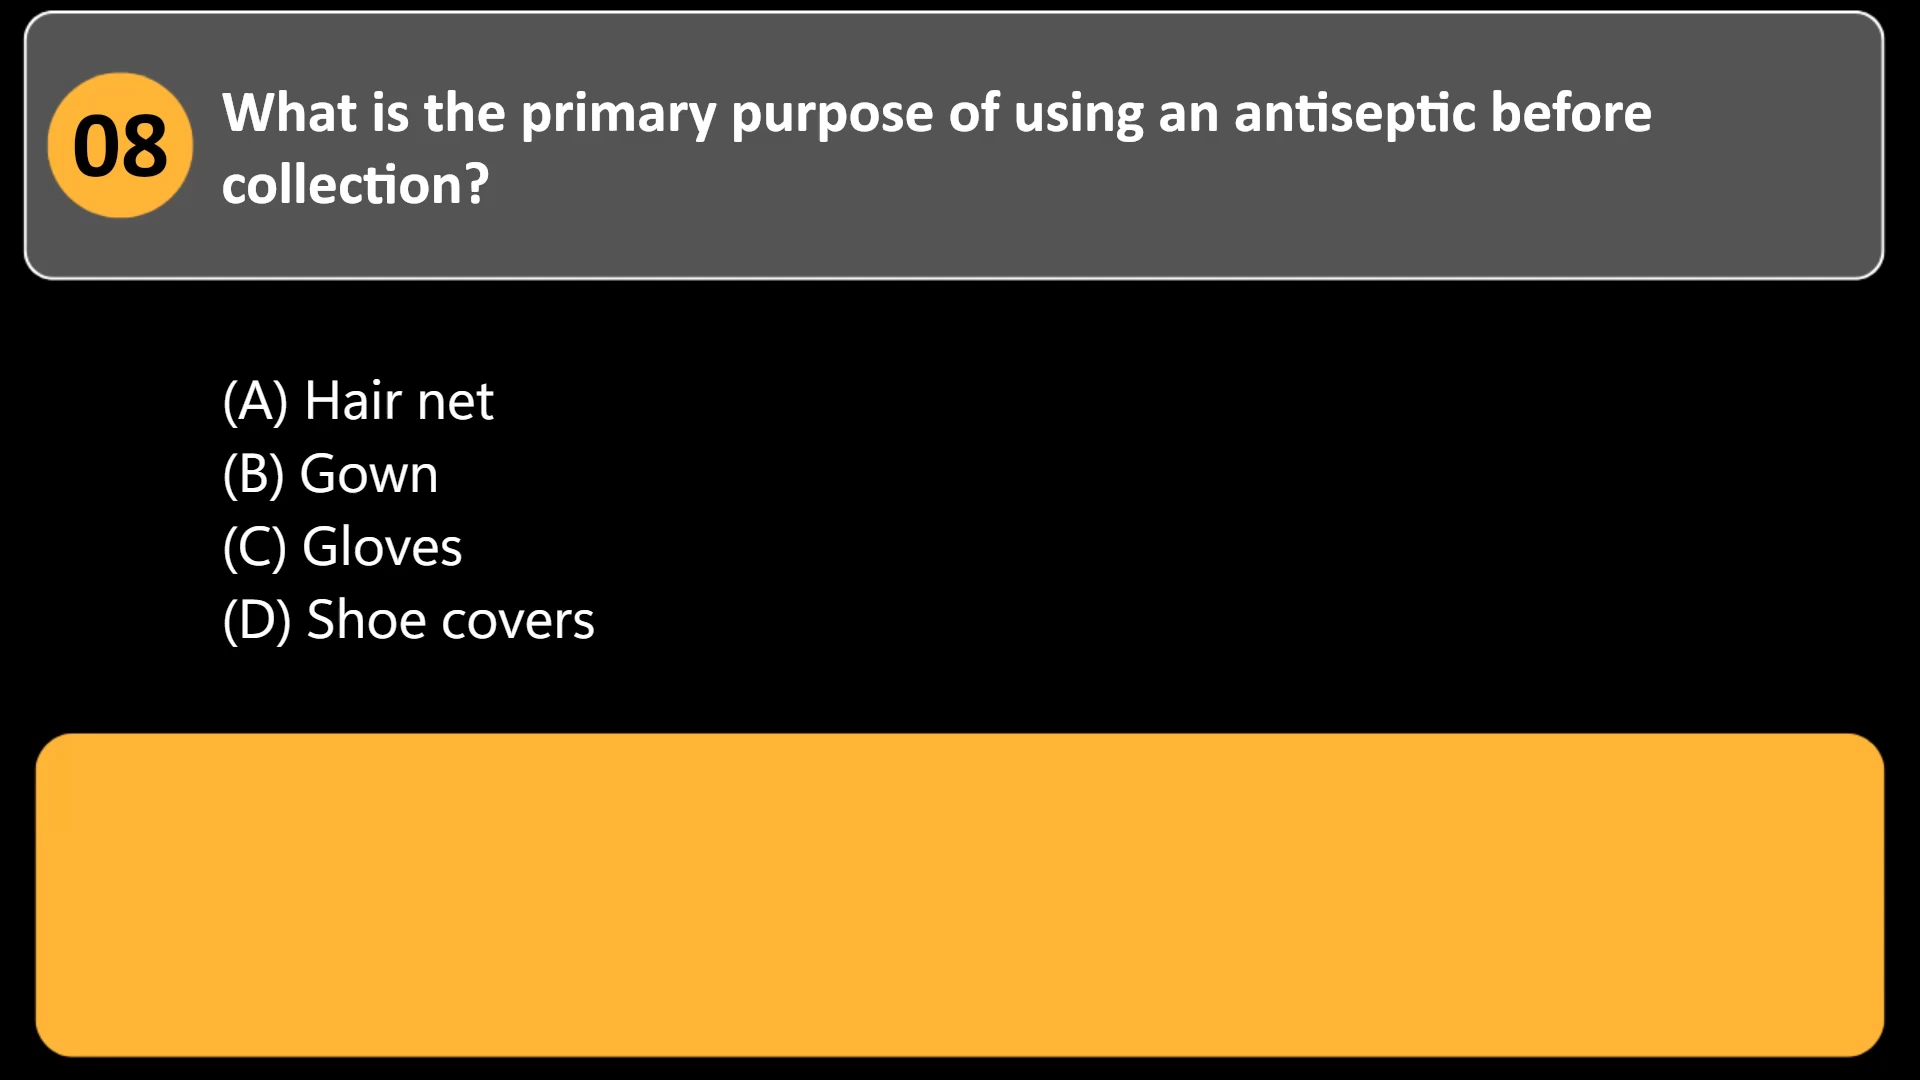 08
What is the primary purpose of using an antiseptic before
collection?
(A) Hair net
(B) Gown
(C) Gloves
(D) Shoe covers